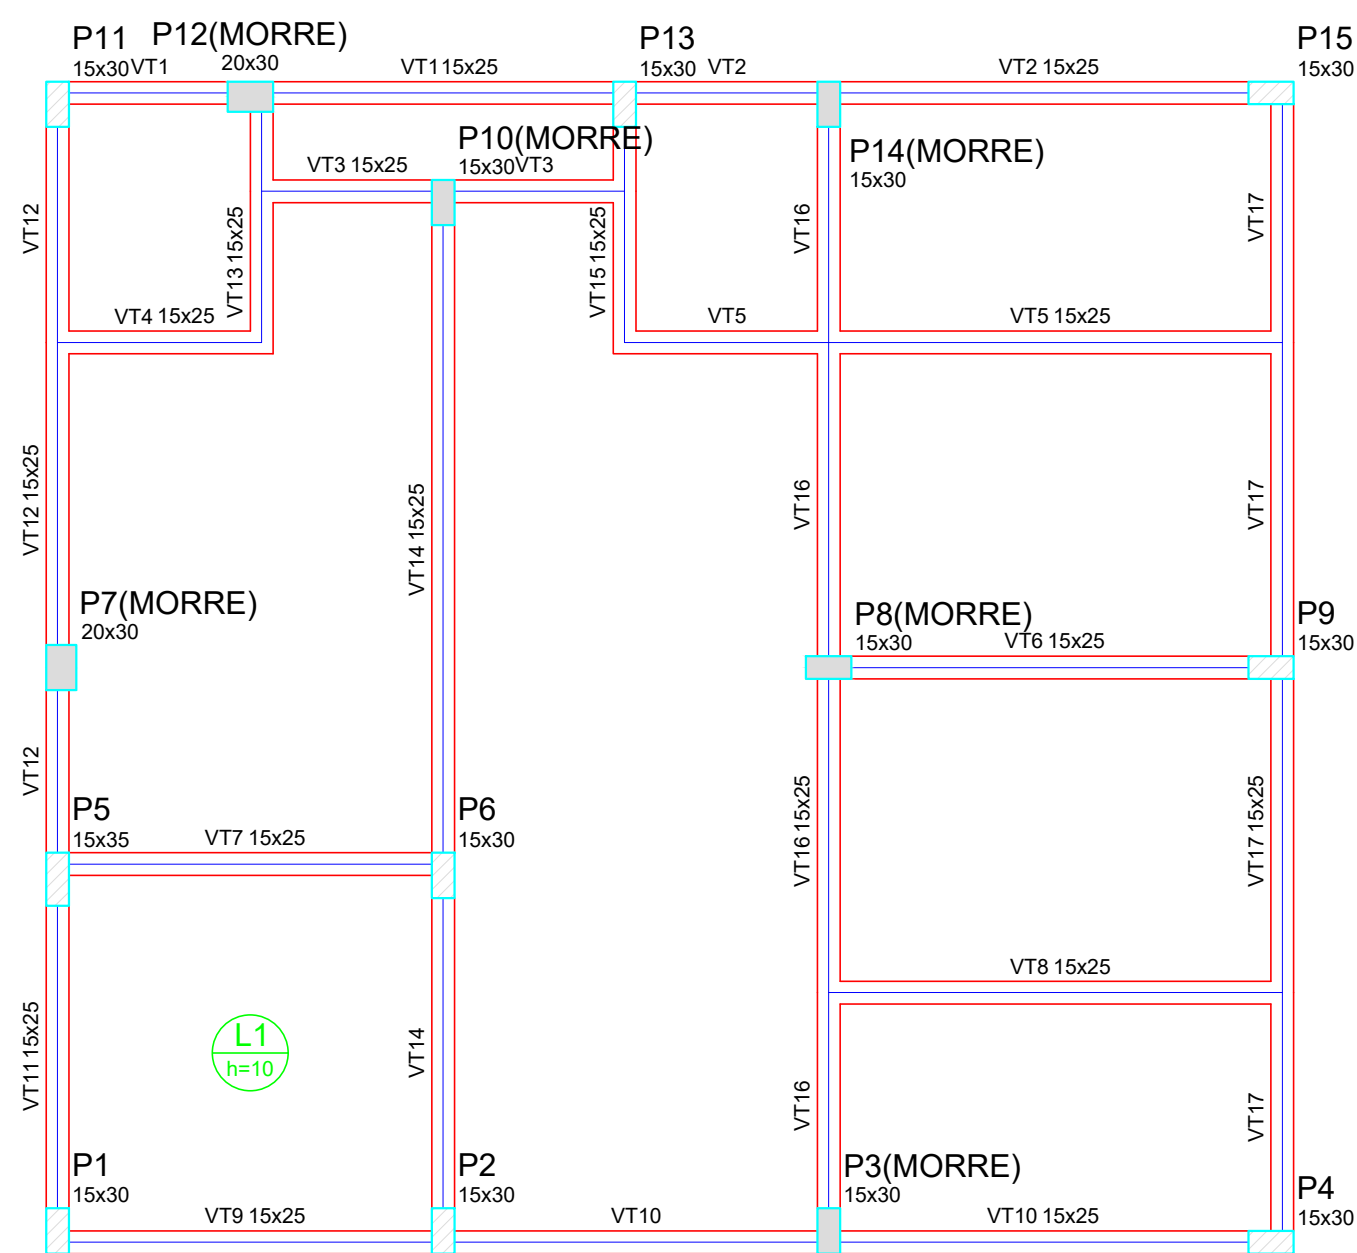 P11
15x30
VT1
P12(MORRE)
20x30
VT1 15x25
P13
15x30
VT2
VT2 15x25
P15
15x30
P10(MORRE)
15x30
VT3 15x25
VT3
P14(MORRE)
15x30
VT12
VT13 15x25
VT15 15x25
VT16
VT17
VT4 15x25
VT5
VT5 15x25
VT12 15x25
VT14 15x25
VT16
VT17
P7(MORRE)
20x30
P8(MORRE)
15x30
VT6 15x25
P9
15x30
VT12
P5
15x35
VT7 15x25
P6
15x30
VT16 15x25
VT17 15x25
VT8 15x25
L1
h=10
VT11 15x25
VT14
VT16
VT17
P1
15x30
VT9 15x25
P2
15x30
VT10
P3(MORRE)
15x30
VT10 15x25
P4
15x30